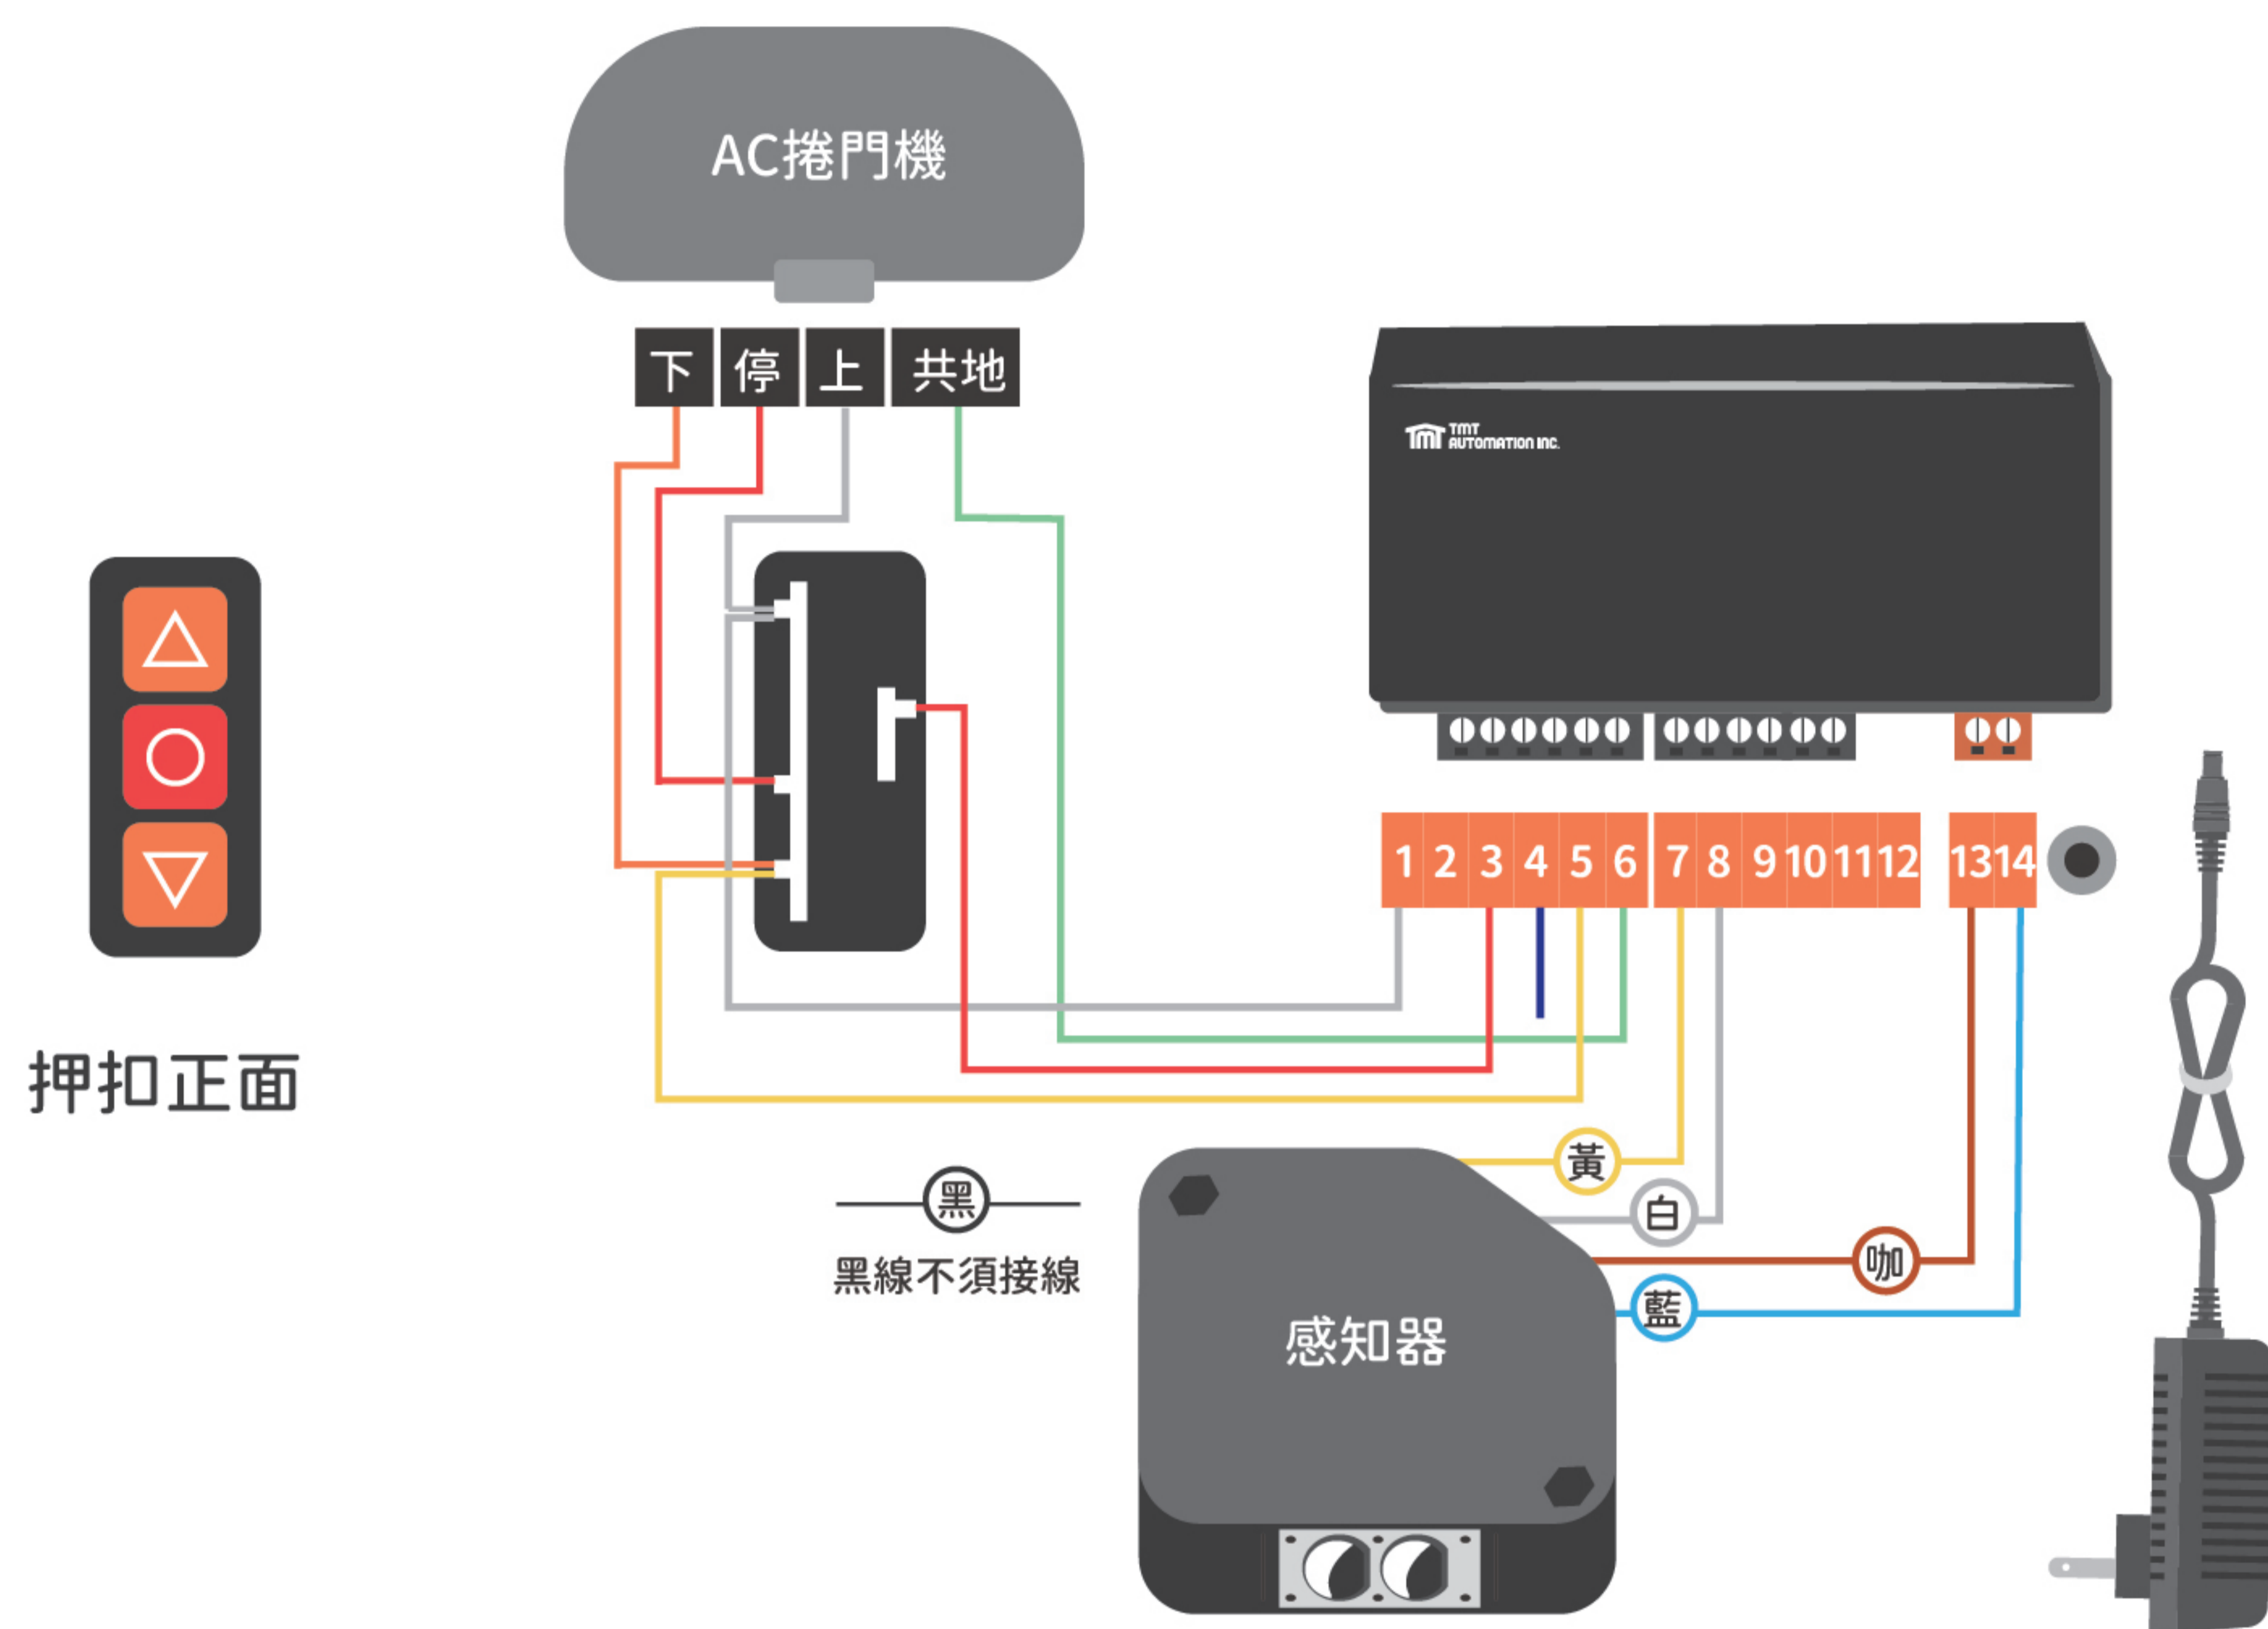 AC捲門機
下 停 上 共地
TMT
TMT
AUTOMATION INC.
1 2 3 4 5 6 7 8 9 10 11 12 13 14
押扣正面
黃
黑
白
黑線不須接線
咖
藍
感知器